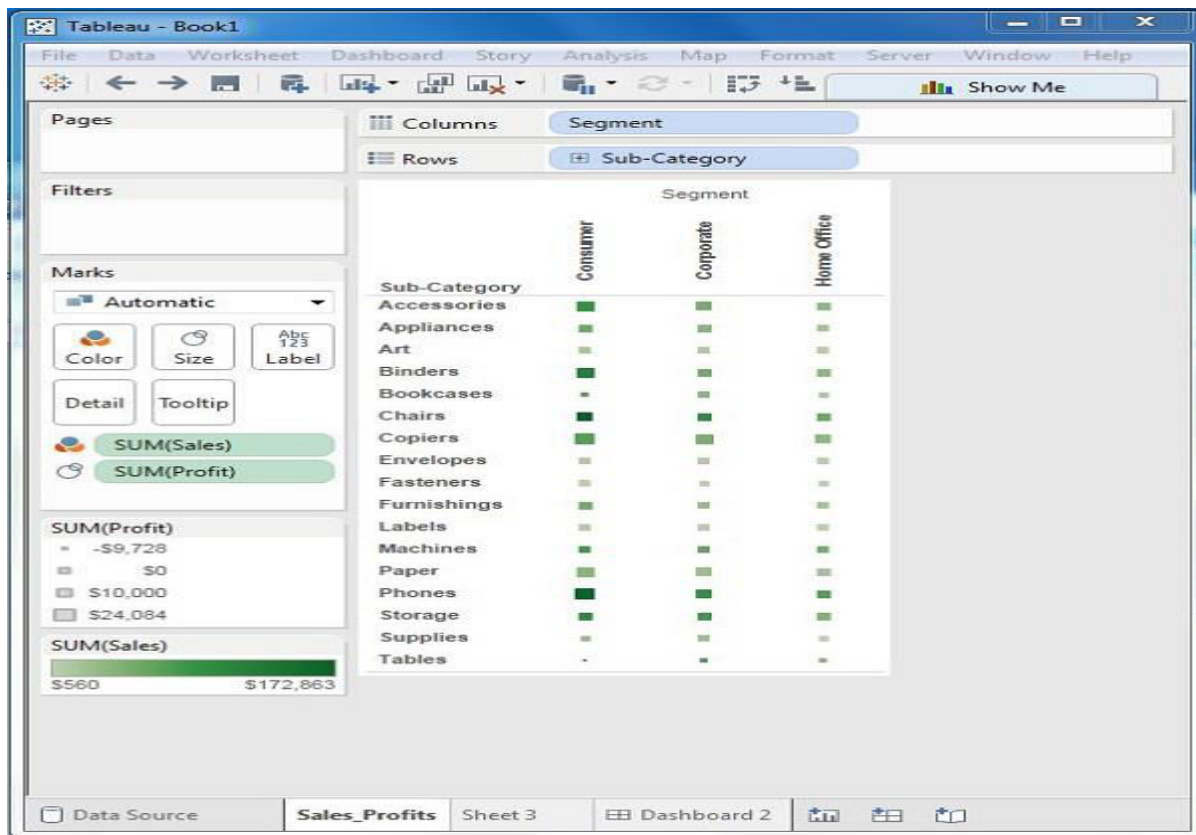 Tableau - Book1
File Data Worksheet Dashboard Story Analysis Map Format Server Window Help
Show Me
Pages
Columns Segment
Rows Sub-Category
Filters
Marks
Automatic
Color Size Abc 123 Label
Detail Tooltip
SUM(Sales)
SUM(Profit)
SUM(Profit)
-$9,728
$0
$10,000
$24,084
SUM(Sales)
$560 $172,863
Segment
Sub-Category Consumer Corporate Home Office
Accessories
Appliances
Art
Binders
Bookcases
Chairs
Copiers
Envelopes
Fasteners
Furnishings
Labels
Machines
Paper
Phones
Storage
Supplies
Tables
Data Source Sales_Profits Sheet 3 Dashboard 2